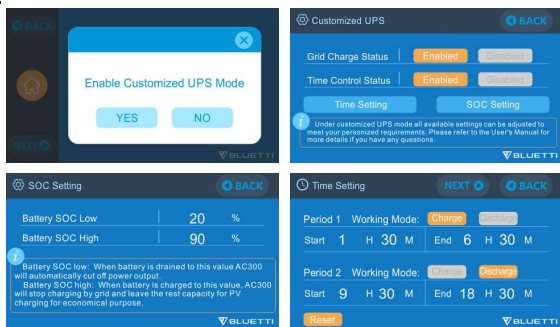 BACK
Enable Customized UPS Mode
YES NO
NEXT
BLUETTI
Customized UPS BACK
Grid Charge Status Enabled Disabled
Time Control Status Enabled Disabled
Time Setting SOC Setting
i Under customized UPS mode all available settings can be adjusted to
meet your personized requirements. Please refer to the User's Manual for
more details if you have any questions.
BLUETTI
SOC Setting BACK
Battery SOC Low 20 %
Battery SOC High 90 %
i
Battery SOC low: When battery is drained to this value AC300
will automatically cut off power output.
Battery SOC high: When battery is charged to this value, AC300
will stop charging by grid and leave the rest capacity for PV
charging for economical purpose.
BLUETTI
Time Setting NEXT BACK
Period 1 Working Mode: Charge Discharge
Start 1 H 30 M End 6 H 30 M
Period 2 Working Mode: Charge Discharge
Start 9 H 30 M End 18 H 30 M
Reset
BLUETTI